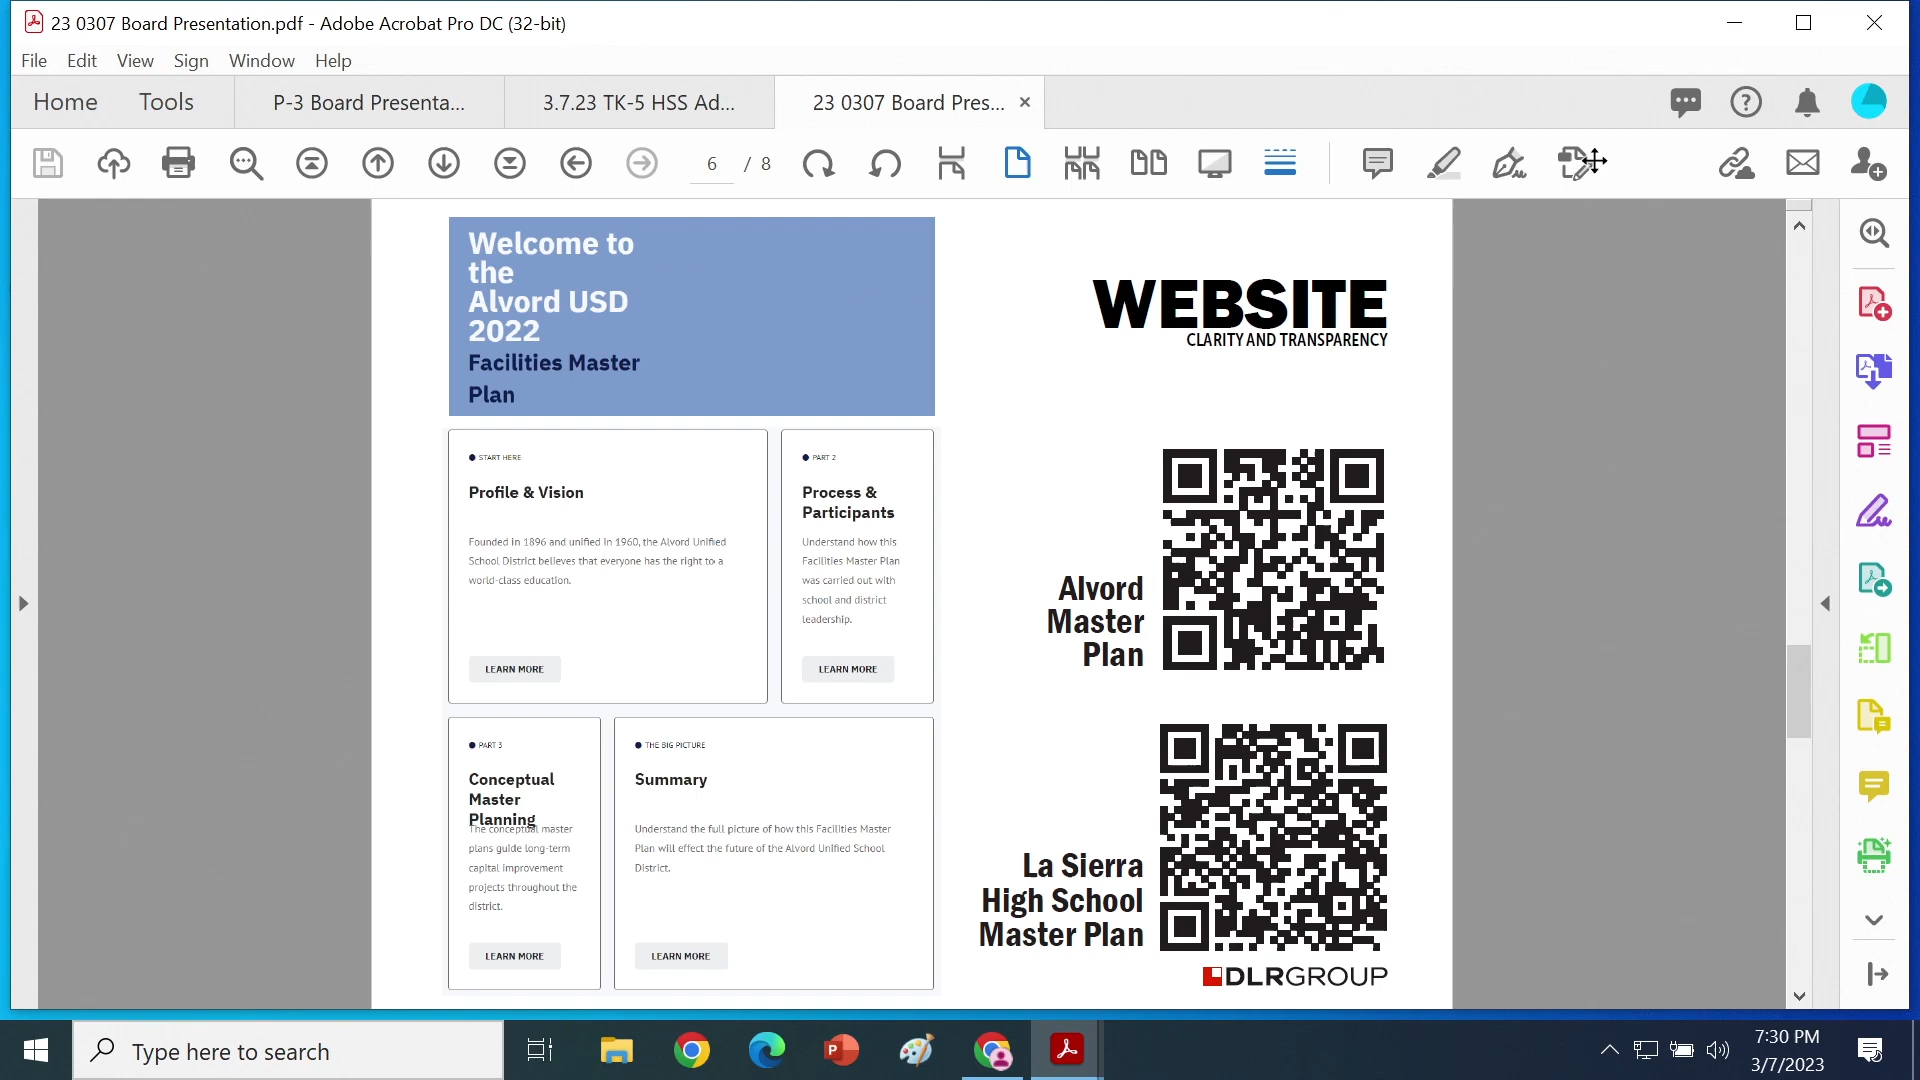 23 0307 Board Presentation.pdf - Adobe Acrobat Pro DC (32-bit)
File Edit View Sign Window Help
Home Tools P-3 Board Presenta... 3.7.23 TK-5 HSS Ad... 23 0307 Board Pres... ×
6 / 8
Welcome to
the
Alvord USD
2022
Facilities Master
Plan
START HERE
Profile & Vision
Founded in 1896 and unified in 1960, the Alvord Unified
School District believes that everyone has the right to a
world-class education.
LEARN MORE
PART 2
Process &
Participants
Understand how this
Facilities Master Plan
was carried out with
school and district
leadership.
LEARN MORE
PART 3
Conceptual
Master
Planning
The conceptual master
plans guide long-term
capital improvement
projects throughout the
district.
LEARN MORE
THE BIG PICTURE
Summary
Understand the full picture of how this Facilities Master
Plan will effect the future of the Alvord Unified School
District.
LEARN MORE
WEBSITE
CLARITY AND TRANSPARENCY
Alvord
Master
Plan
La Sierra
High School
Master Plan
DLRGROUP
Type here to search
7:30 PM
3/7/2023